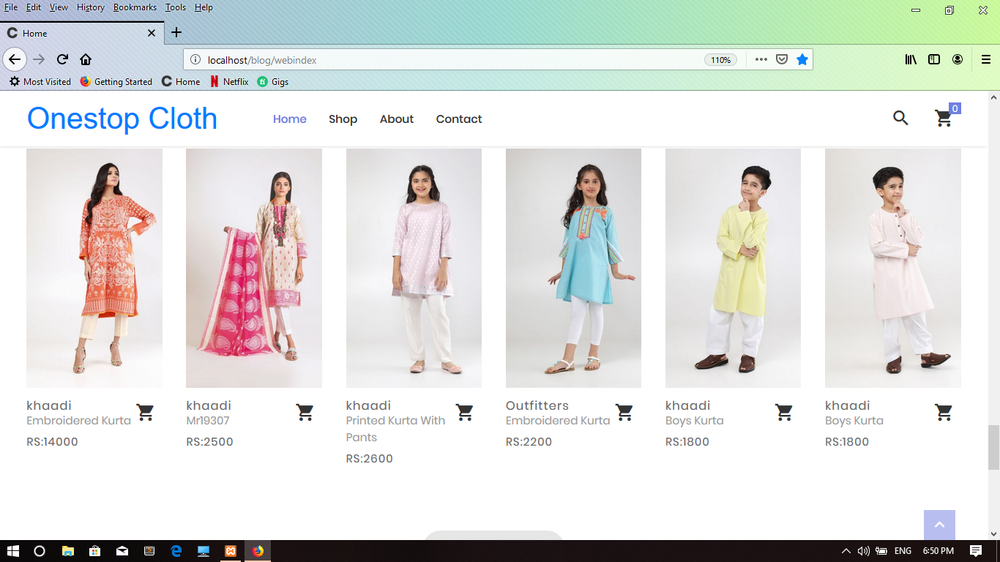 File Edit View History Bookmarks Tools Help
Home
localhost/blog/webindex 110%
Most Visited Getting Started Home Netflix Gigs
Onestop Cloth Home Shop About Contact 0
khaadi
Embroidered Kurta
RS:14000
khaadi
Mr19307
RS:2500
khaadi
Printed Kurta With
Pants
RS:2600
Outfitters
Embroidered Kurta
RS:2200
khaadi
Boys Kurta
RS:1800
khaadi
Boys Kurta
RS:1800
ENG 6:50 PM